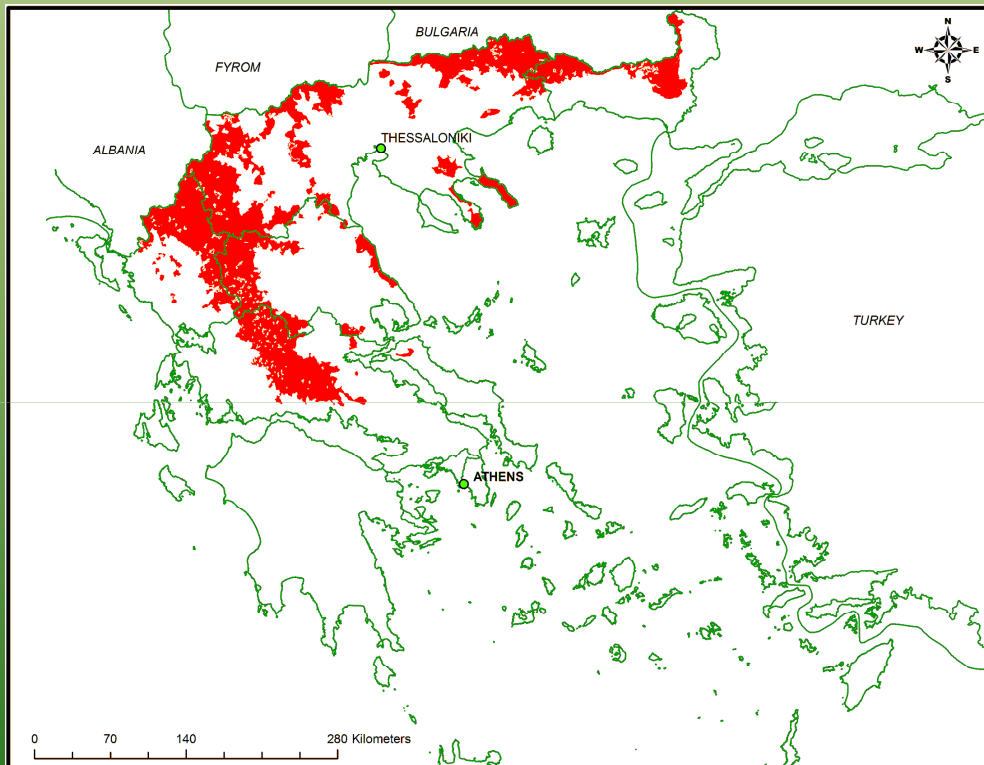 BULGARIA
N
W E
S
FYROM
THESSALONIKI
ALBANIA
TURKEY
ATHENS
0 70 140 280 Kilometers